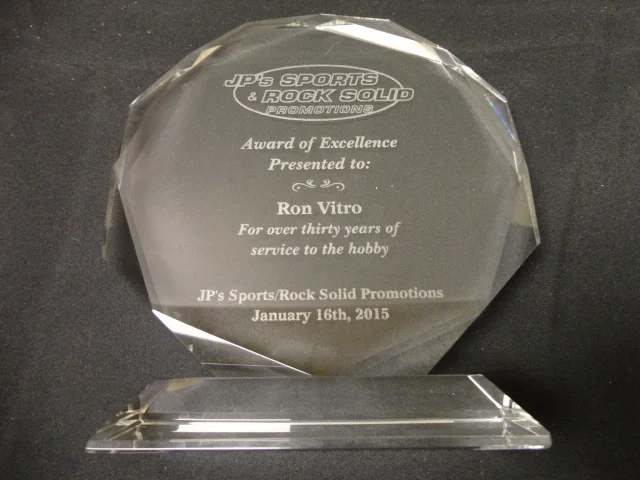 JP's SPORTS
& ROCK SOLID
PROMOTIONS
Award of Excellence
Presented to:
Ron Vitro
For over thirty years of
service to the hobby
JP's Sports/Rock Solid Promotions
January 16th, 2015